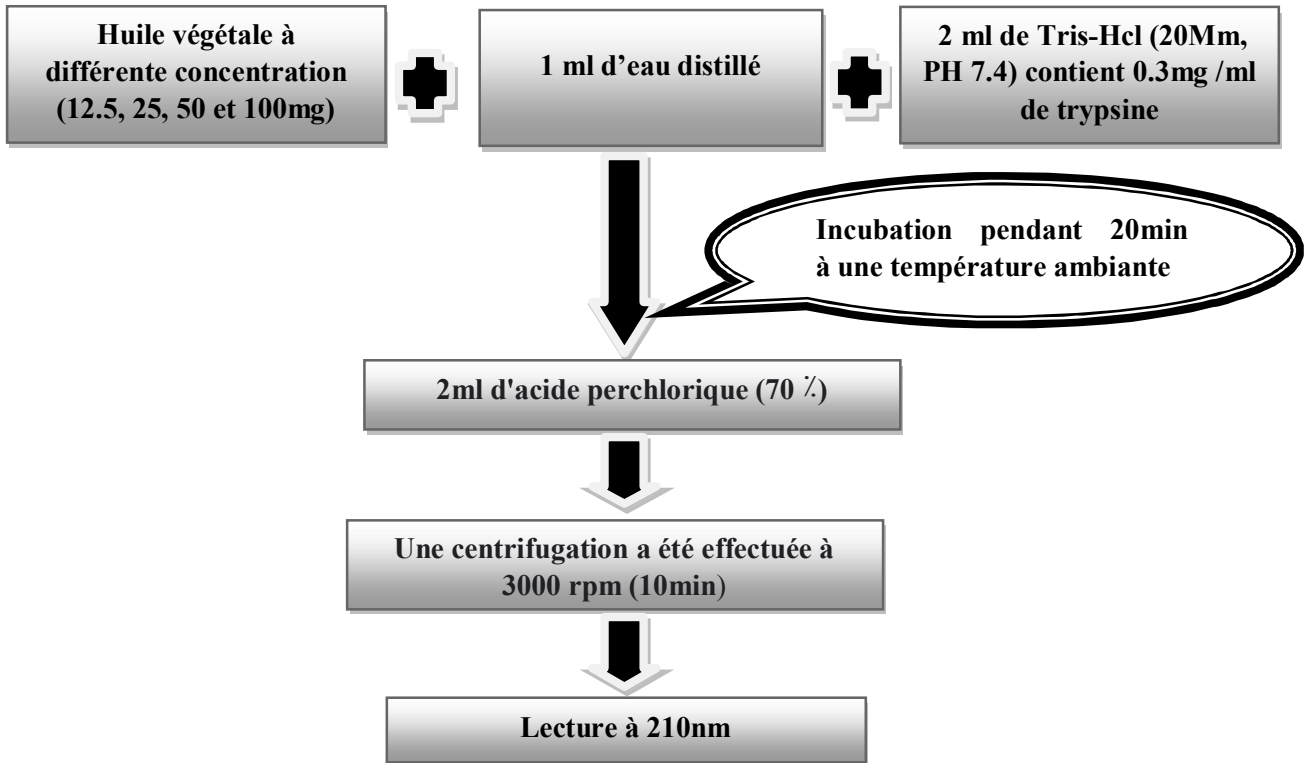 Huile végétale à
différente concentration
(12.5, 25, 50 et 100mg)
1 ml d’eau distillé
2 ml de Tris-Hcl (20Mm,
PH 7.4) contient 0.3mg /ml
de trypsine
Incubation pendant 20min
à une température ambiante
2ml d'acide perchlorique (70 ٪)
Une centrifugation a été effectuée à
3000 rpm (10min)
Lecture à 210nm